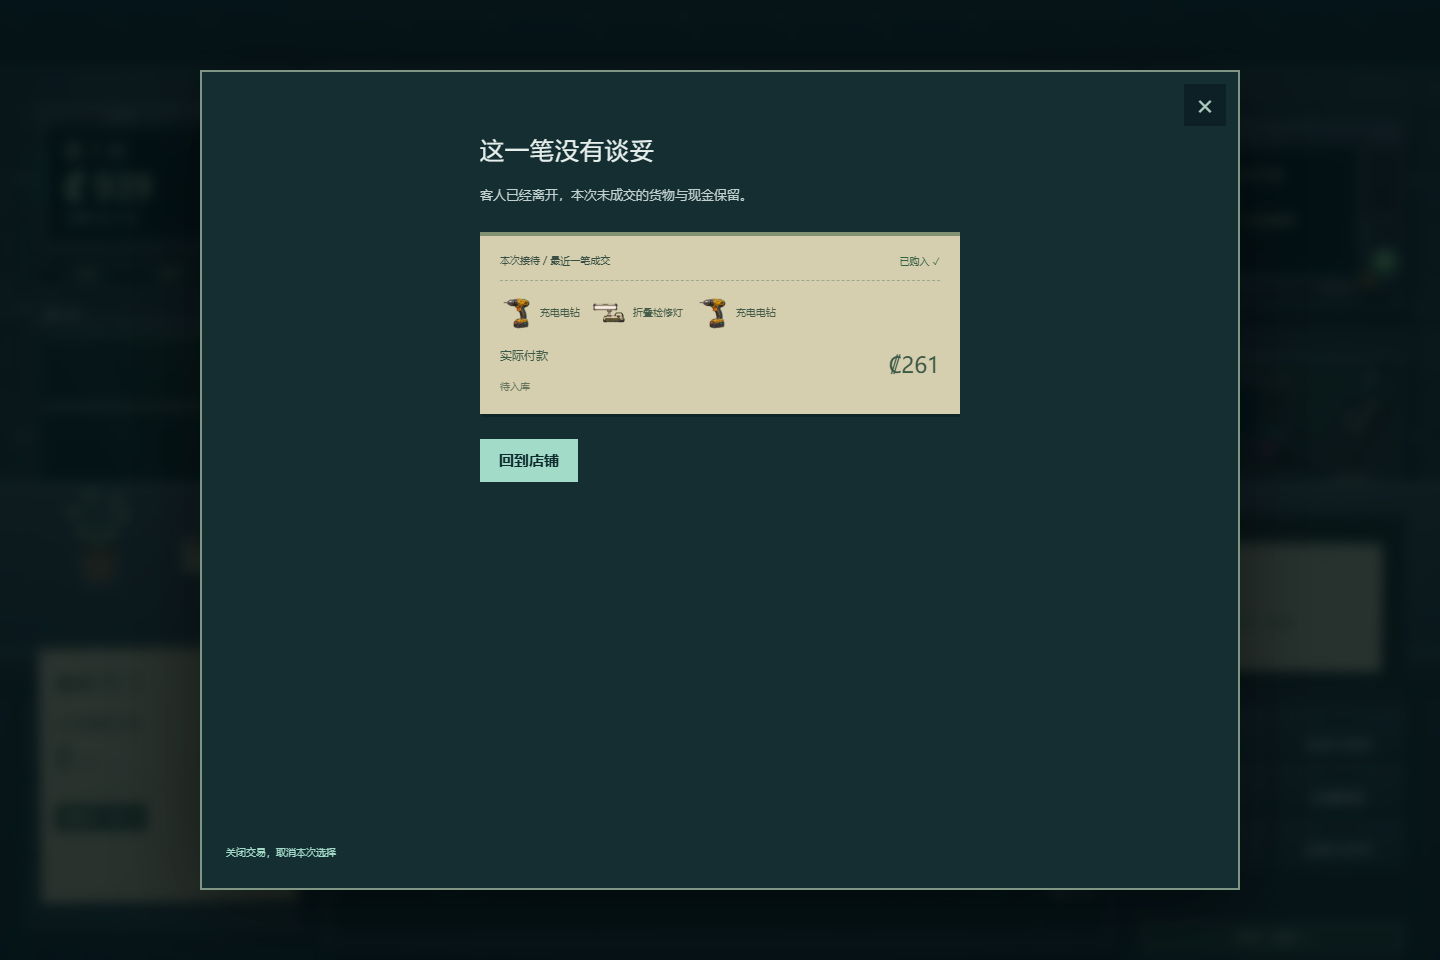 这一笔没有谈妥
客人已经离开，本次未成交的货物与现金保留。
本次接待 / 最近一笔成交
已购入 ✓
充电电钻
折叠检修灯
充电电钻
实际付款
₡261
待入库
回到店铺
关闭交易，取消本次选择